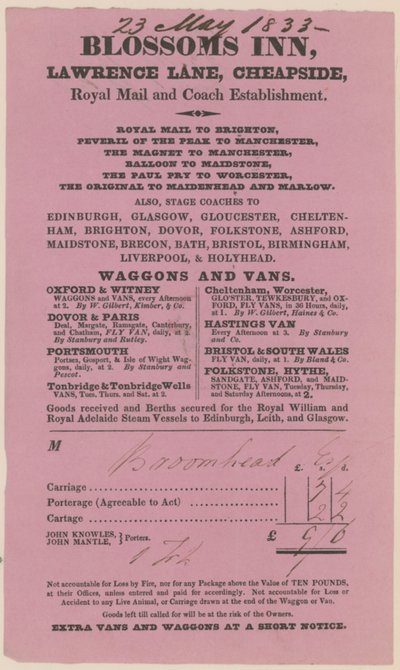 23 May 1833-
BLOSSOMS INN,
LAWRENCE LANE, CHEAPSIDE,
Royal Mail and Coach Establishment.
ROYAL MAIL TO BRIGHTON,
PEVERIL OF THE PEAK TO MANCHESTER,
THE MAGNET TO MANCHESTER,
BALLOON TO MAIDSTONE,
THE PAUL PRY TO WORCESTER,
THE ORIGINAL TO MAIDENHEAD AND MARLOW.
ALSO, STAGE COACHES TO
EDINBURGH, GLASGOW, GLOUCESTER, CHELTEN-
HAM, BRIGHTON, DOVOR, FOLKSTONE, ASHFORD,
MAIDSTONE, BRECON, BATH, BRISTOL, BIRMINGHAM,
LIVERPOOL, & HOLYHEAD.
WAGGONS AND VANS.
OXFORD & WITNEY
WAGGONS and VANS, every Afternoon
at 2. By W. Gilbert, Kimber, & Co.
DOVOR & PARIS
Deal, Margate, Ramsgate, Canterbury,
and Chatham, FLY VAN, daily, at 2.
By Stanbury and Rutley.
PORTSMOUTH
Portsea, Gosport, & Isle of Wight Wag-
gons, daily, at 2. By Stanbury and
Pescot.
Tonbridge & Tonbridge Wells
VANS, Tues. Thurs. and Sat. at 2.
Cheltenham, Worcester,
GLO'STER, TEWKESBURY, and OX-
FORD, FLY VANS, in 36 Hours, daily,
at 1. By W. Gilbert, Haines & Co.
HASTINGS VAN
Every Afternoon at 3. By Stanbury
and Co.
BRISTOL & SOUTH WALES
FLY VAN, daily, at 1. By Bland & Co.
FOLKSTONE, HYTHE,
SANDGATE, ASHFORD, and MAID-
STONE, FLY VAN, Tuesday, Thursday,
and Saturday Afternoons, at 2.
Goods received and Berths secured for the Royal William and
Royal Adelaide Steam Vessels to Edinburgh, Leith, and Glasgow.
M Broomhead £. s. d.
Carriage 3 4
Porterage (Agreeable to Act) 2 2
Cartage
JOHN KNOWLES, JOHN MANTLE, } Porters. £ 6
Not accountable for Loss by Fire, nor for any Package above the Value of TEN POUNDS,
at their Offices, unless entered and paid for accordingly. Not accountable for Loss or
Accident to any Live Animal, or Carriage drawn at the end of the Waggon or Van.
Goods left till called for will be at the risk of the Owners.
EXTRA VANS AND WAGGONS AT A SHORT NOTICE.